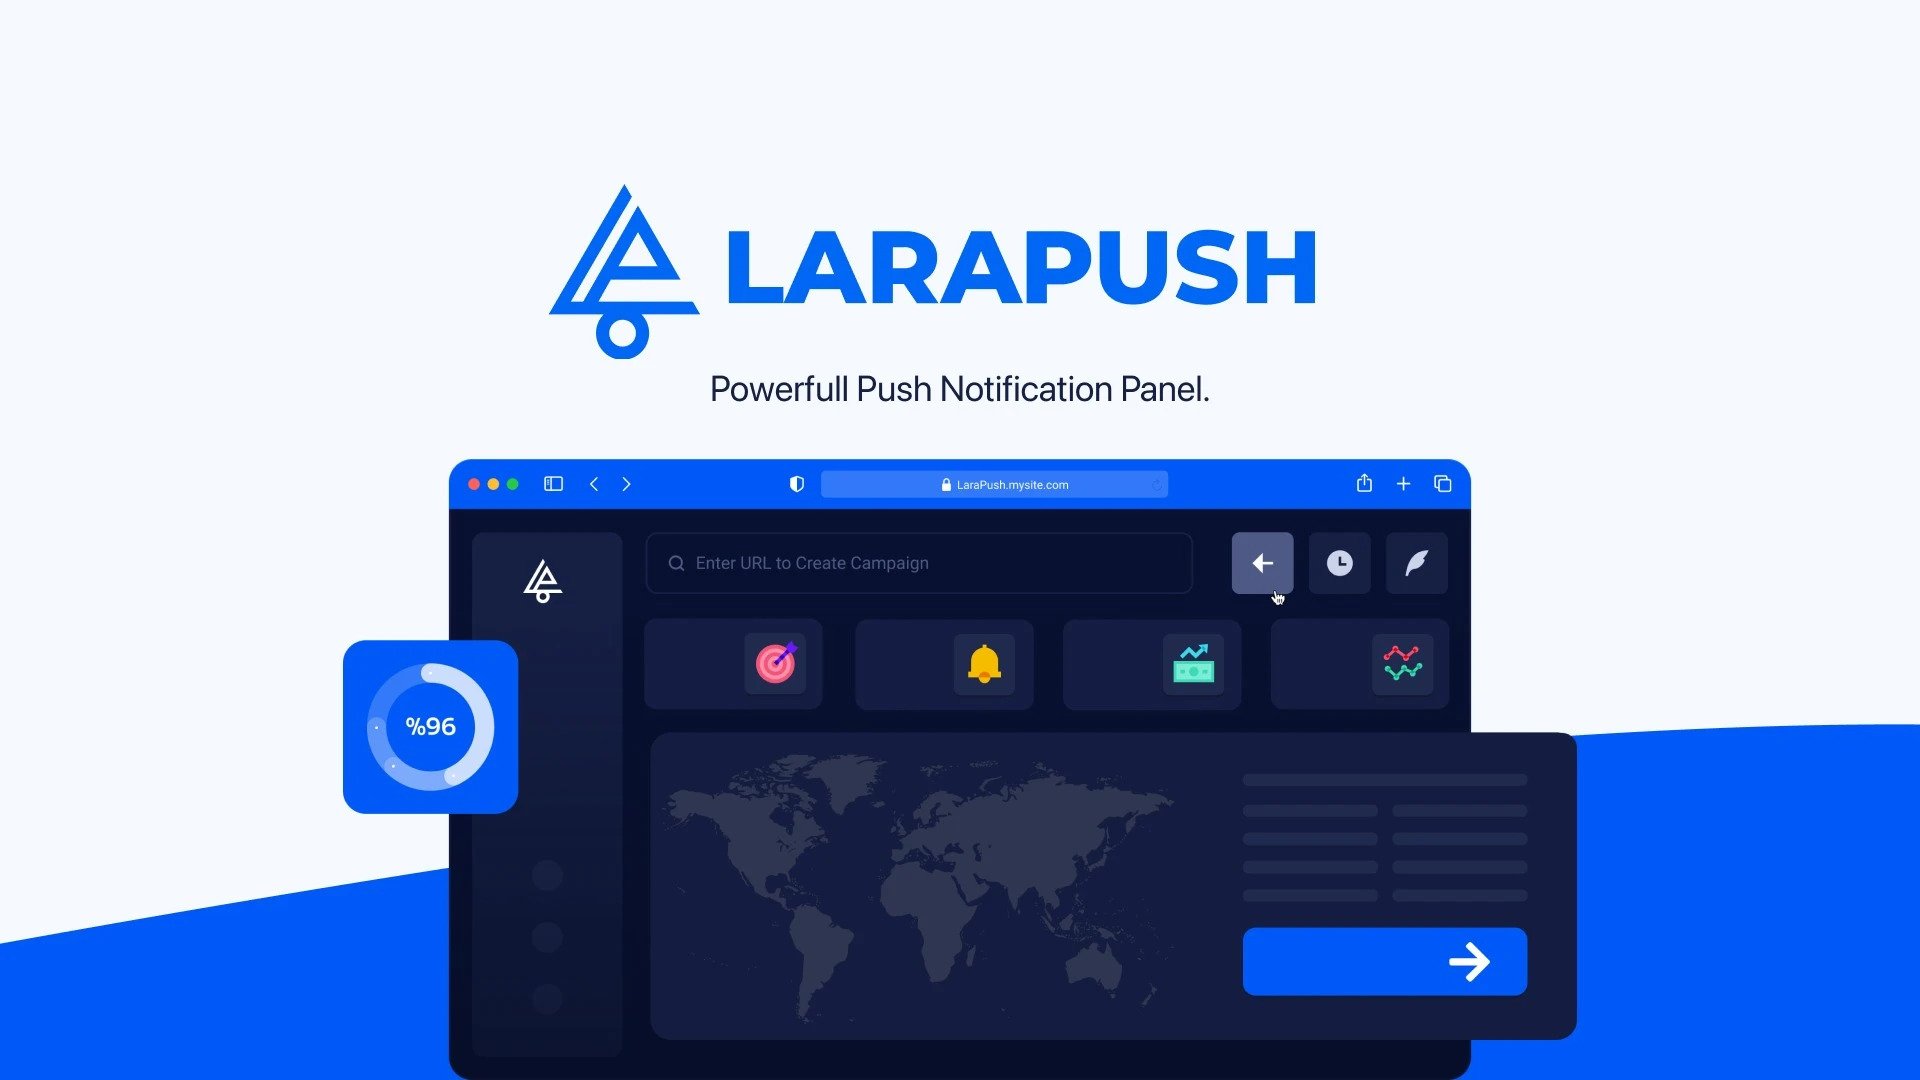 LARAPUSH
Powerfull Push Notification Panel.
LaraPush.mysite.com
Enter URL to Create Campaign
%96